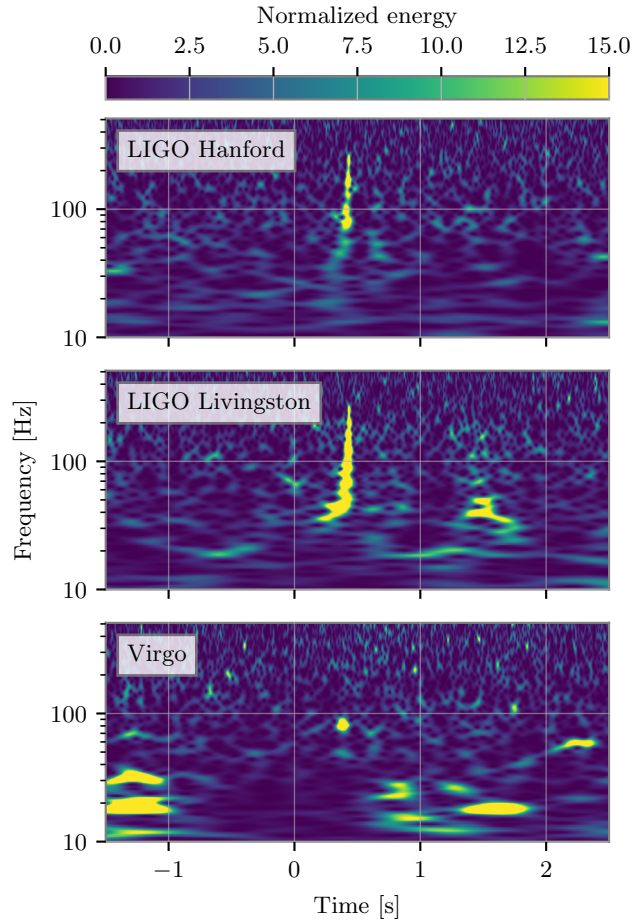 Normalized energy
0.0 2.5 5.0 7.5 10.0 12.5 15.0
LIGO Hanford
100
10
LIGO Livingston
100
10
Frequency [Hz]
Virgo
100
10
−1 0 1 2
Time [s]